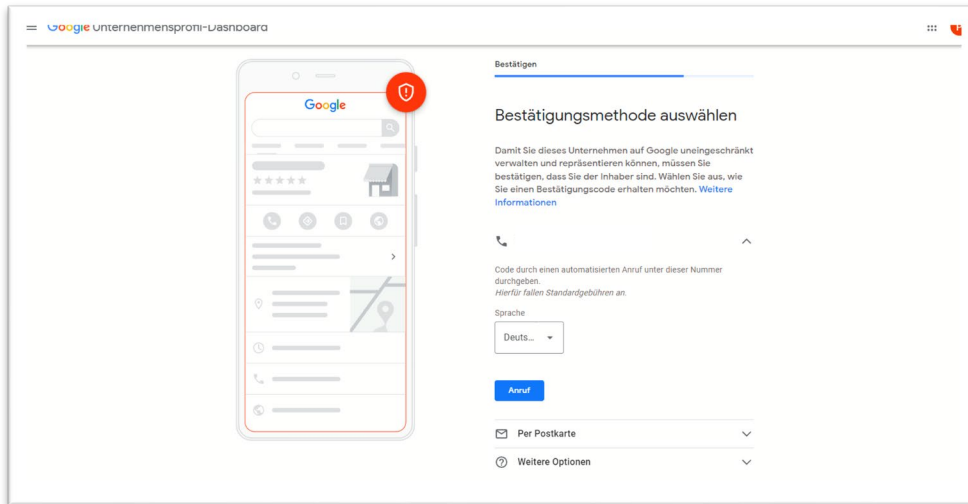 Google Unternehmensprofil-Dashboard
Bestätigen
Google
Bestätigungsmethode auswählen
Damit Sie dieses Unternehmen auf Google uneingeschränkt
verwalten und repräsentieren können, müssen Sie
bestätigen, dass Sie der Inhaber sind. Wählen Sie aus, wie
Sie einen Bestätigungscode erhalten möchten. Weitere
Informationen
Code durch einen automatisierten Anruf unter dieser Nummer
durchgeben.
Hierfür fallen Standardgebühren an.
Sprache
Deuts...
Anruf
Per Postkarte
Weitere Optionen